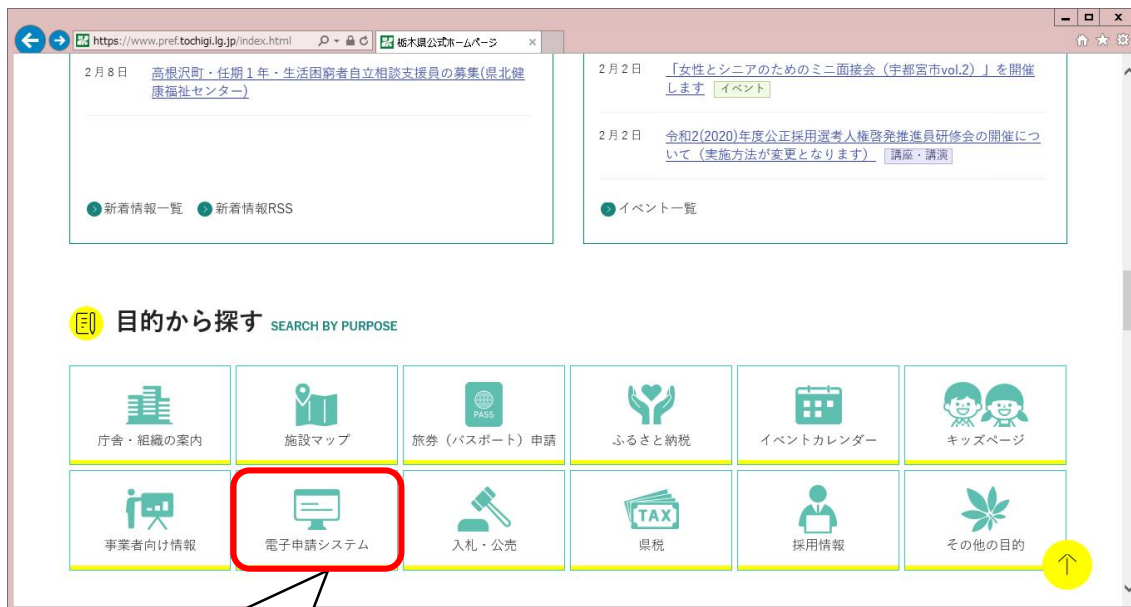 https://www.pref.tochigi.lg.jp/index.html
栃木県公式ホームページ
2月8日 高根沢町・任期1年・生活困窮者自立相談支援員の募集(県北健
康福祉センター)
新着情報一覧 新着情報RSS
2月2日 「女性とシニアのためのミニ面接会（宇都宮市vol.2）」を開催
します イベント
2月2日 令和2(2020)年度公正採用選考人権啓発推進員研修会の開催につ
いて（実施方法が変更となります） 講座・講演
イベント一覧
目的から探す SEARCH BY PURPOSE
庁舎・組織の案内
施設マップ
PASS
旅券（パスポート）申請
ふるさと納税
イベントカレンダー
キッズページ
事業者向け情報
電子申請システム
入札・公売
TAX
県税
採用情報
その他の目的